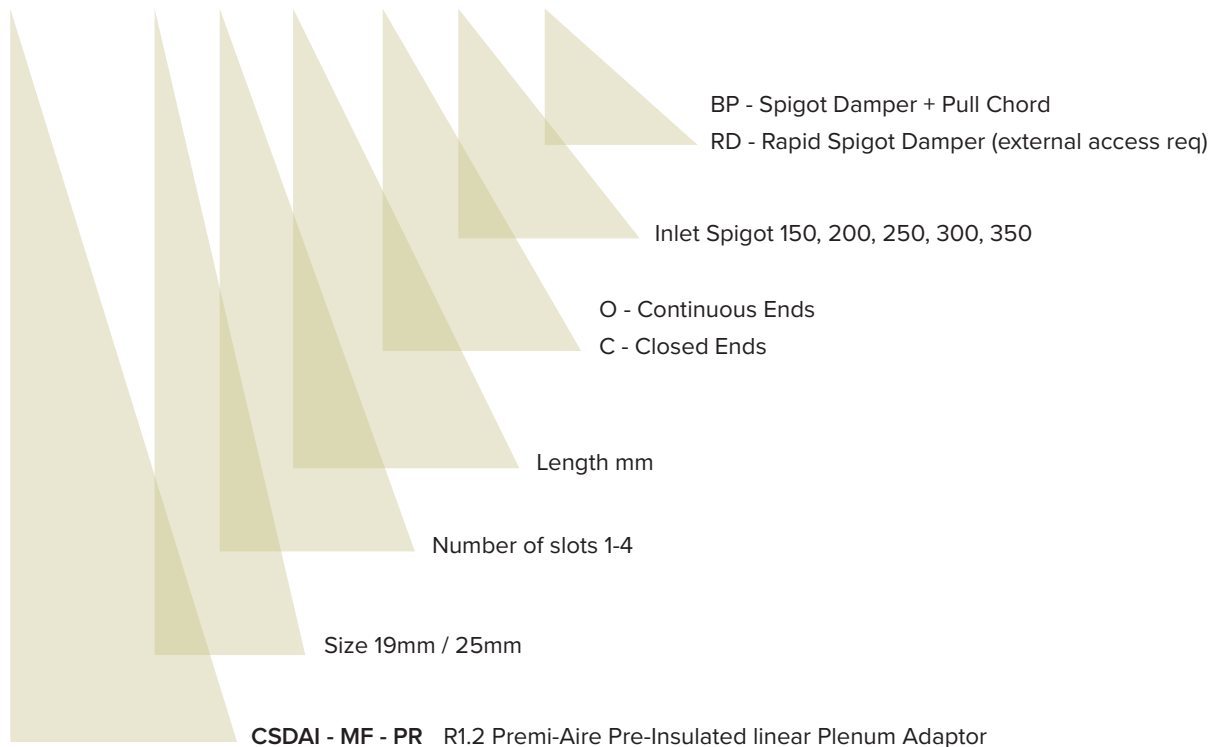 BP - Spigot Damper + Pull Chord
RD - Rapid Spigot Damper (external access req)
Inlet Spigot 150, 200, 250, 300, 350
O - Continuous Ends
C - Closed Ends
Length mm
Number of slots 1-4
Size 19mm / 25mm
CSDAI - MF - PR R1.2 Premi-Aire Pre-Insulated linear Plenum Adaptor